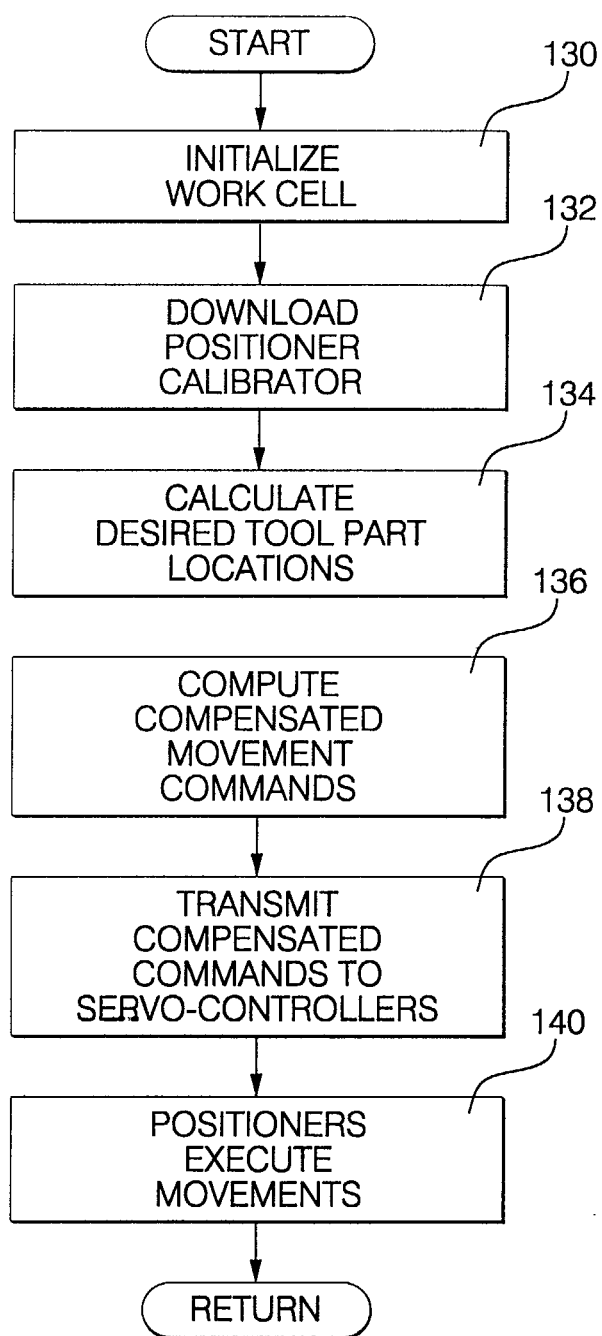 START
130
INITIALIZE
WORK CELL
132
DOWNLOAD
POSITIONER
CALIBRATOR
134
CALCULATE
DESIRED TOOL PART
LOCATIONS
136
COMPUTE
COMPENSATED
MOVEMENT
COMMANDS
138
TRANSMIT
COMPENSATED
COMMANDS TO
SERVO-CONTROLLERS
140
POSITIONERS
EXECUTE
MOVEMENTS
RETURN